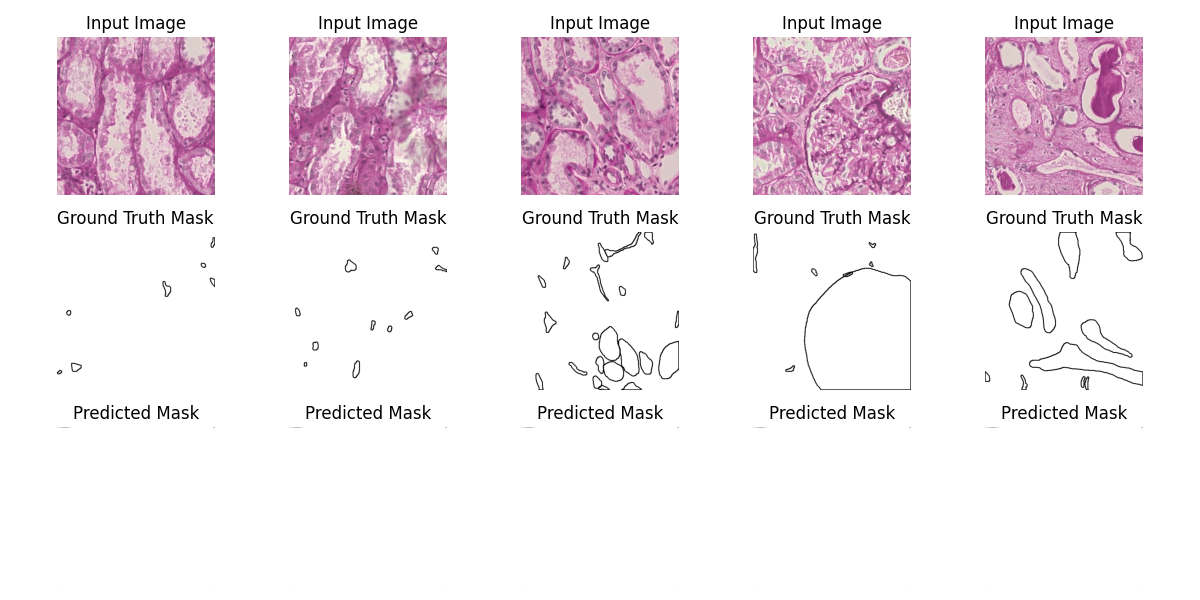 Input Image Input Image Input Image Input Image Input Image
Ground Truth Mask Ground Truth Mask Ground Truth Mask Ground Truth Mask Ground Truth Mask
Predicted Mask Predicted Mask Predicted Mask Predicted Mask Predicted Mask